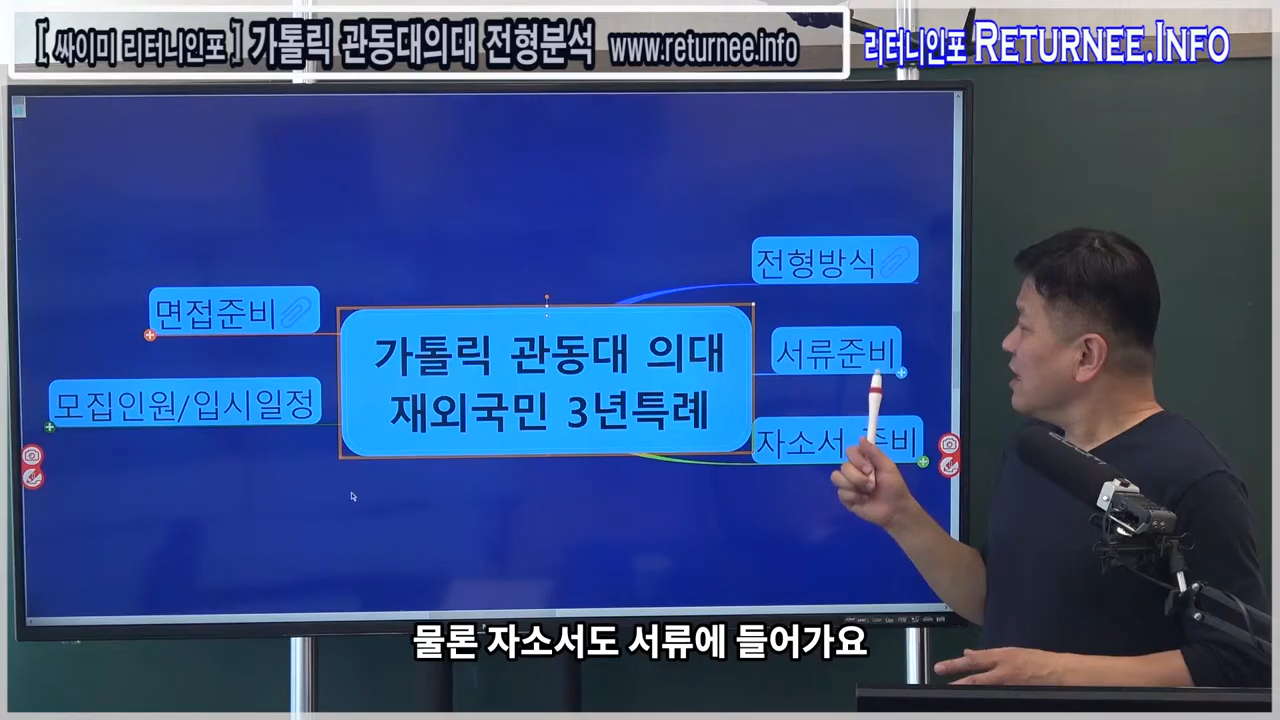 [ 싸이미 리터니인포 ] 가톨릭 관동대의대 전형분석 www.returnee.info
리터니인포 RETURNEE.INFO
전형방식
면접준비
가톨릭 관동대 의대
재외국민 3년특례
서류준비
모집인원/입시일정
자소서 준비
물론 자소서도 서류에 들어가요